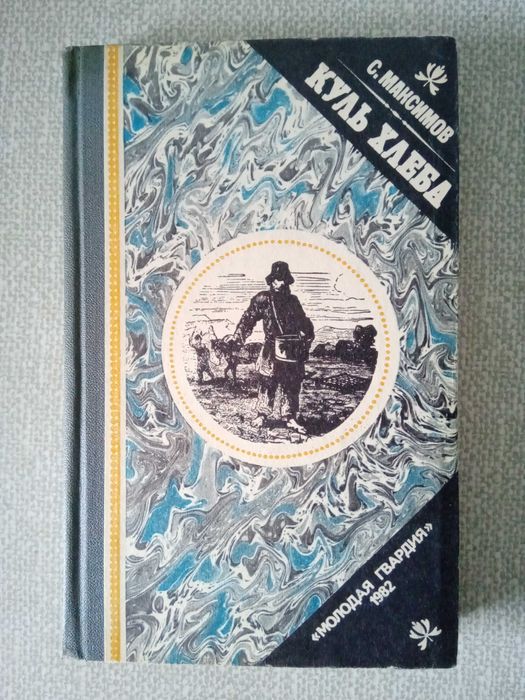 С. МАКСИМОВ
КУЛЬ ХЛЕБА
«МОЛОДАЯ ГВАРДИЯ»
1982